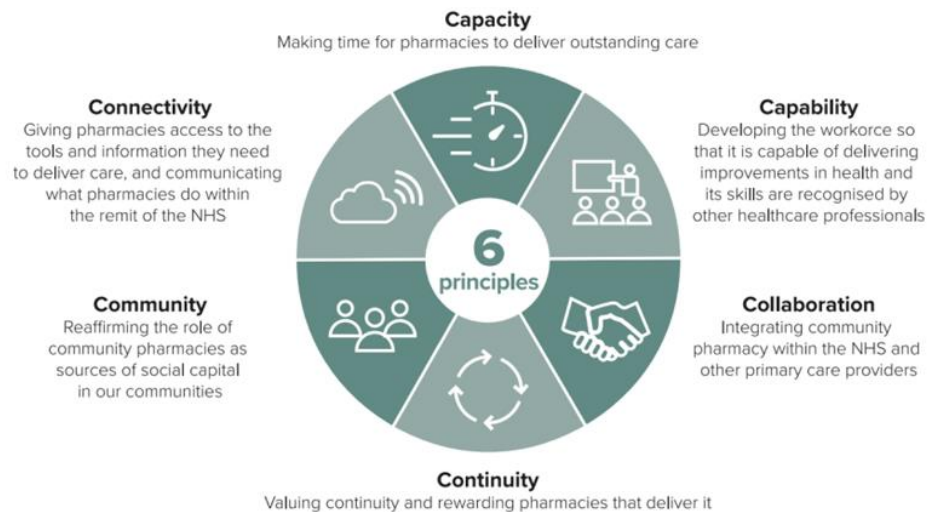 Capacity
Making time for pharmacies to deliver outstanding care
Connectivity
Giving pharmacies access to the
tools and information they need
to deliver care, and communicating
what pharmacies do within
the remit of the NHS
Capability
Developing the workorce so
that it is capable of delivering
improvements in health and
its skills are recognised by
other healthcare professionals
6
principles
Community
Reaffirming the role of
community pharmacies as
sources of social capital
in our communities
Collaboration
Integrating community
pharmacy within the NHS and
other primary care providers
Continuity
Valuing continuity and rewarding pharmacies that deliver it